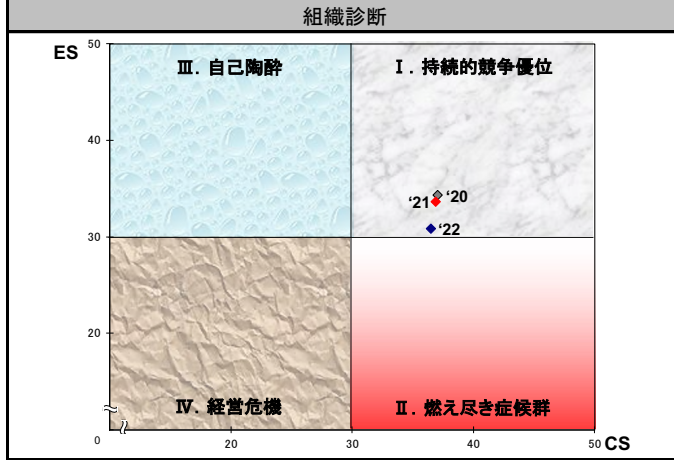 組織診断
ES
50
40
30
20
0
20
30
40
50 CS
Ⅲ. 自己陶酔
Ⅰ. 持続的競争優位
‘20
‘21
‘22
Ⅳ. 経営危機
Ⅱ. 燃え尽き症候群